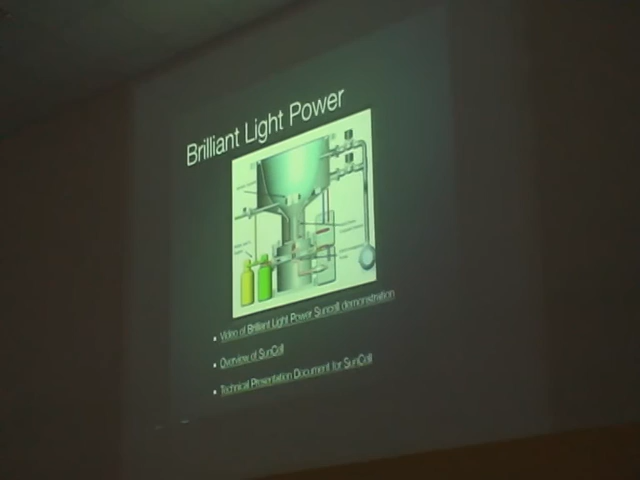 Brilliant Light Power
Video of Brilliant Light Power Suncell demonstration
Overview of SunCell
Technical Presentation Document for SunCell